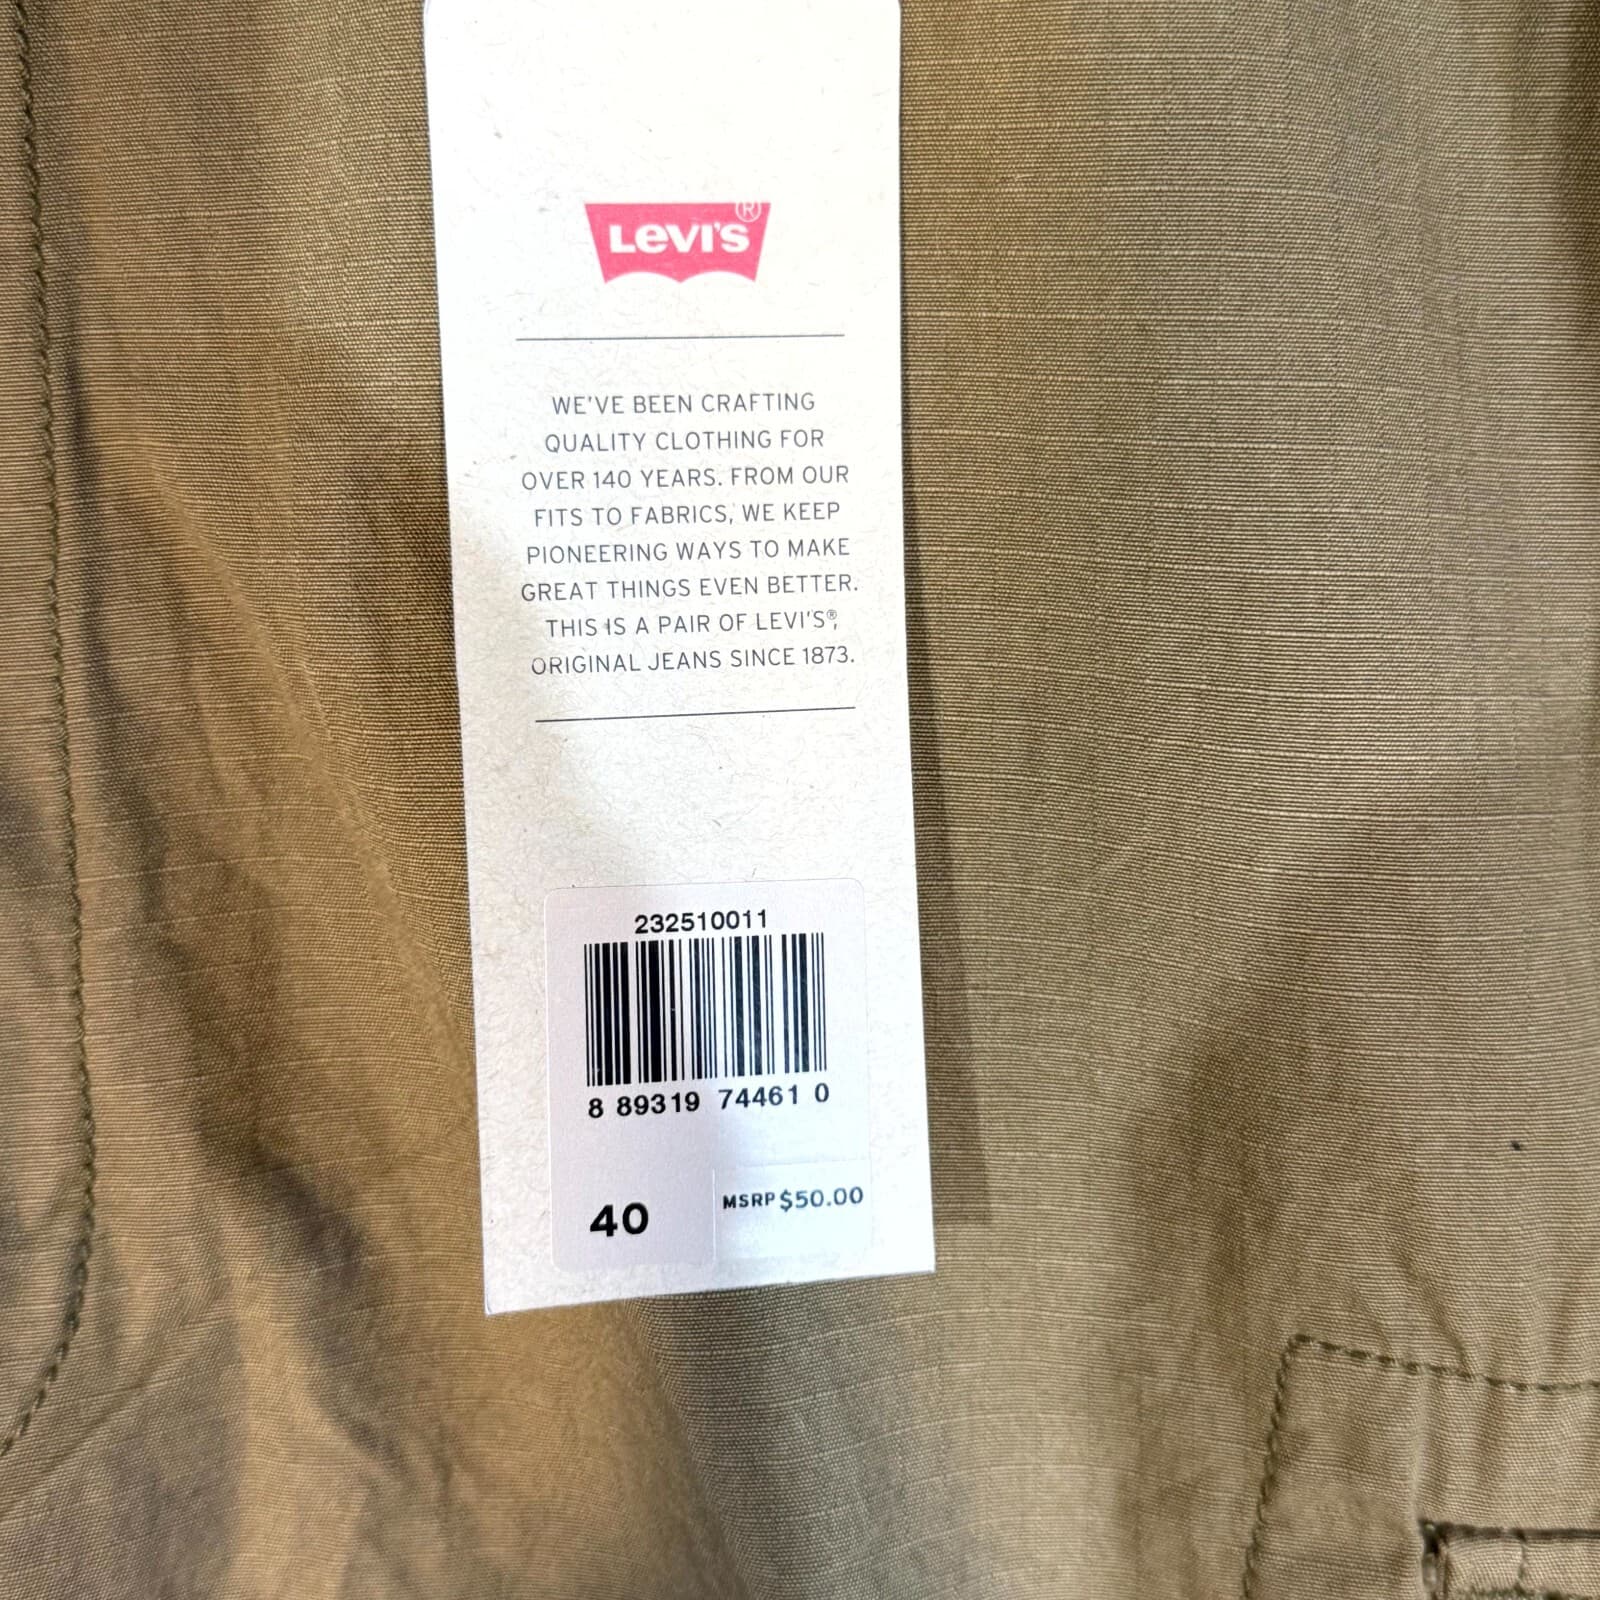 LEVI'S®
WE'VE BEEN CRAFTING
QUALITY CLOTHING FOR
OVER 140 YEARS. FROM OUR
FITS TO FABRICS, WE KEEP
PIONEERING WAYS TO MAKE
GREAT THINGS EVEN BETTER.
THIS IS A PAIR OF LEVI'S®,
ORIGINAL JEANS SINCE 1873.
232510011
8 89319 74461 0
40
MSRP $50.00